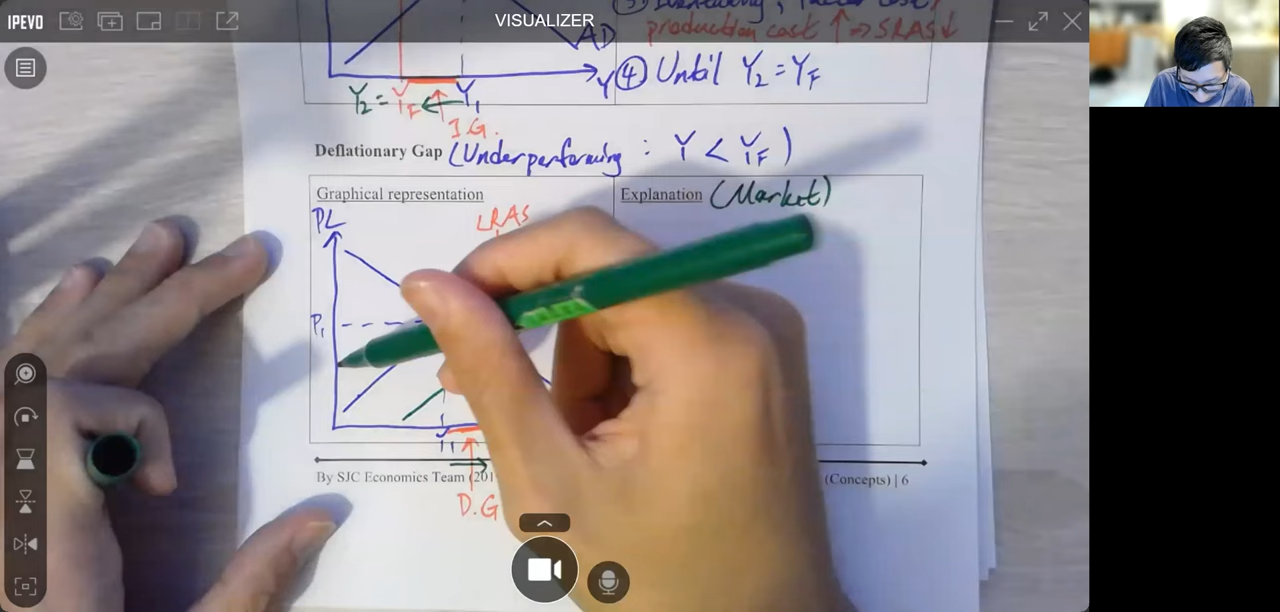 IPEVO
VISUALIZER
production cost ↑ => SRAS↓
AD
Y
④ Until Y2 = YF
Y2 = YF Y1
I.G.
Deflationary Gap (Underperforming : Y < YF)
Graphical representation
Explanation (Market)
PL
LRAS
P1
Y1
By SJC Economics Team (201
(Concepts) | 6
D.G